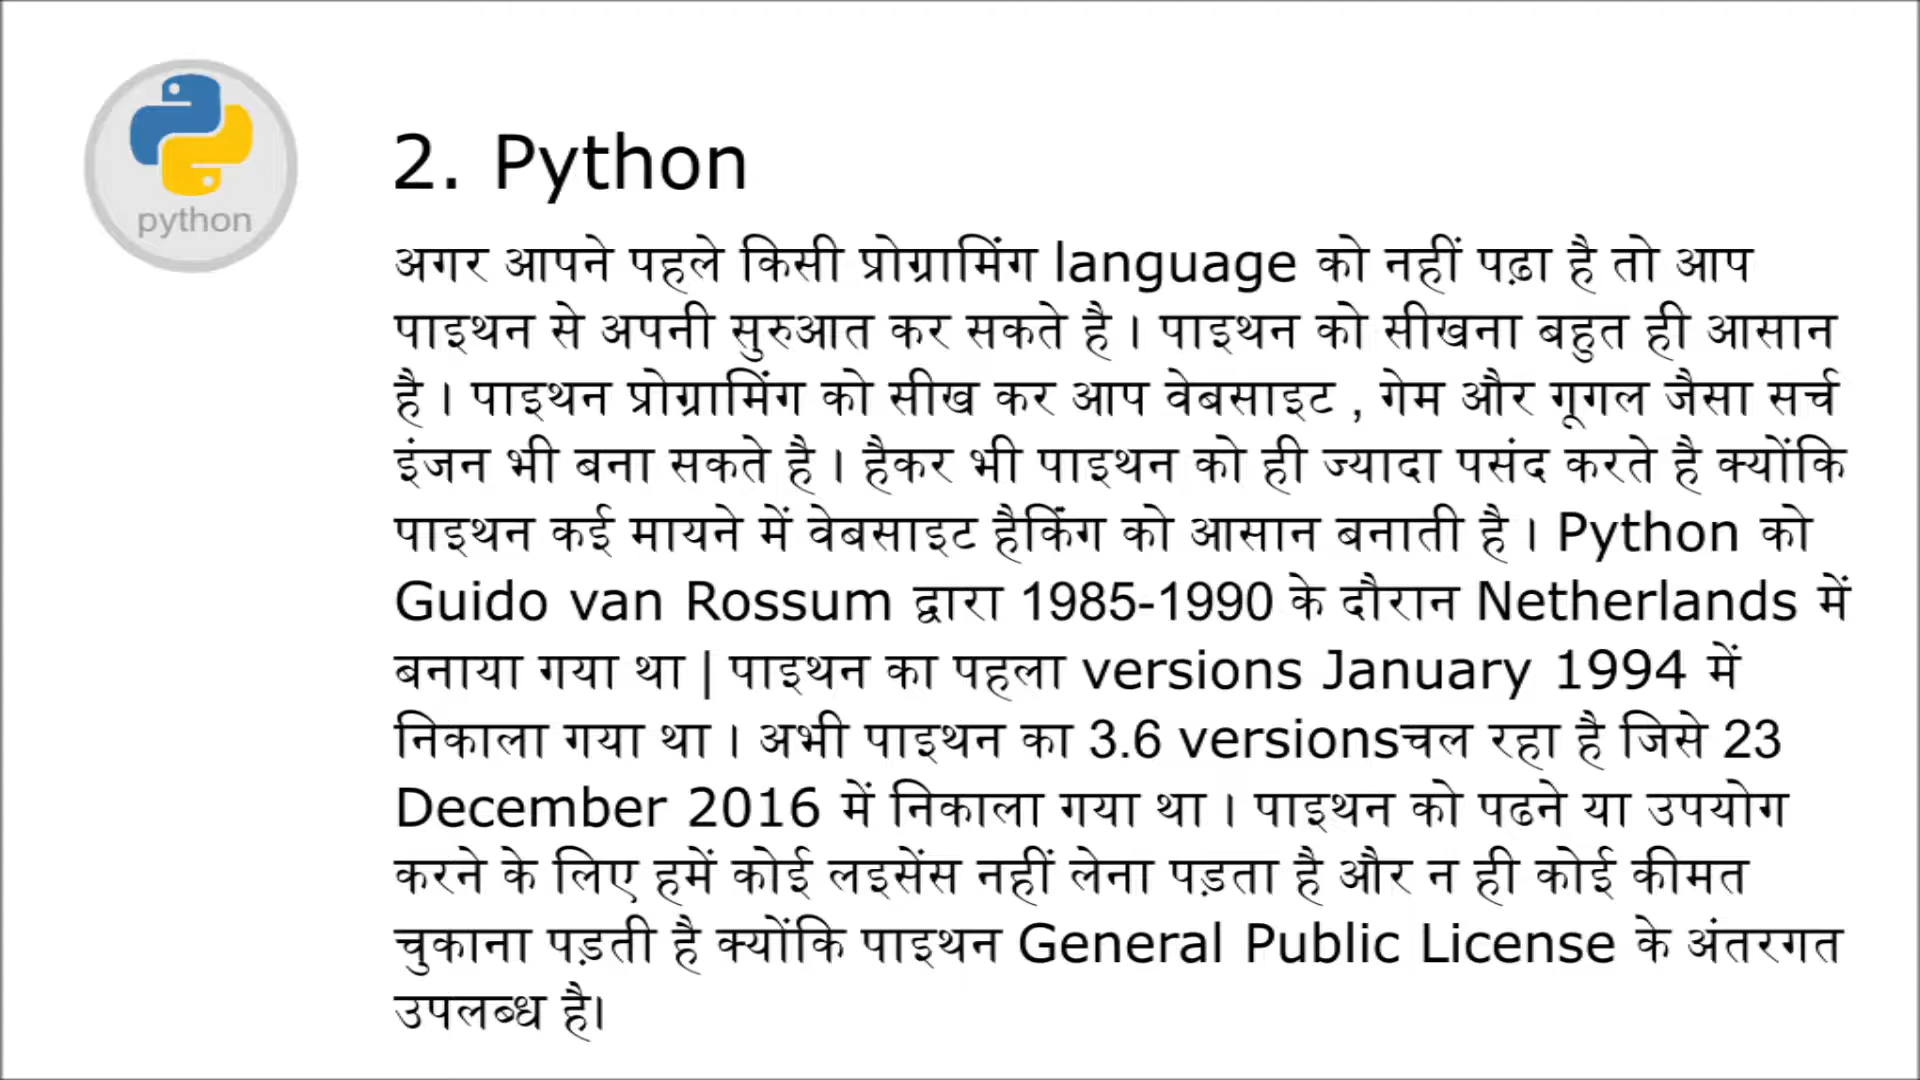 python
2. Python
अगर आपने पहले किसी प्रोग्रामिंग language को नहीं पढ़ा है तो आप
पाइथन से अपनी सुरुआत कर सकते है । पाइथन को सीखना बहुत ही आसान
है । पाइथन प्रोग्रामिंग को सीख कर आप वेबसाइट , गेम और गूगल जैसा सर्च
इंजन भी बना सकते है । हैकर भी पाइथन को ही ज्यादा पसंद करते है क्योंकि
पाइथन कई मायने में वेबसाइट हैकिंग को आसान बनाती है । Python को
Guido van Rossum द्वारा 1985-1990 के दौरान Netherlands में
बनाया गया था | पाइथन का पहला versions January 1994 में
निकाला गया था । अभी पाइथन का 3.6 versionsचल रहा है जिसे 23
December 2016 में निकाला गया था । पाइथन को पढने या उपयोग
करने के लिए हमें कोई लइसेंस नहीं लेना पड़ता है और न ही कोई कीमत
चुकाना पड़ती है क्योंकि पाइथन General Public License के अंतरगत
उपलब्ध है।